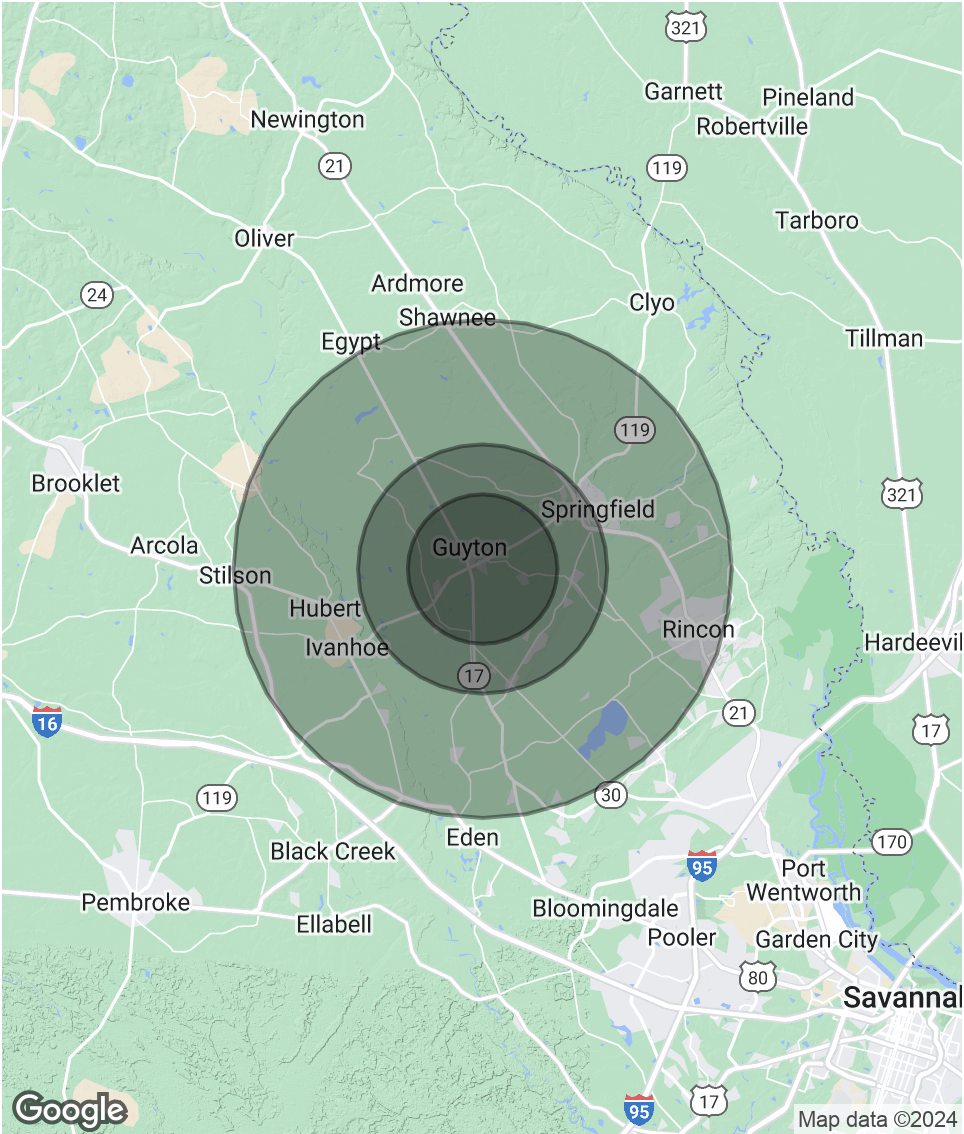 321
Garnett
Pineland
Robertville
Newington
21
119
Tarboro
Oliver
Ardmore
24
Clyo
Shawnee
Egypt
Tillman
119
Brooklet
321
Springfield
Arcola
Guyton
Stilson
Hubert
Rincon
Ivanhoe
Hardeevil
17
21
16
17
119
30
Eden
170
Black Creek
95
Port
Wentworth
Pembroke
Bloomingdale
Ellabell
Pooler
Garden City
80
Savannah
17
95
Google
Map data ©2024